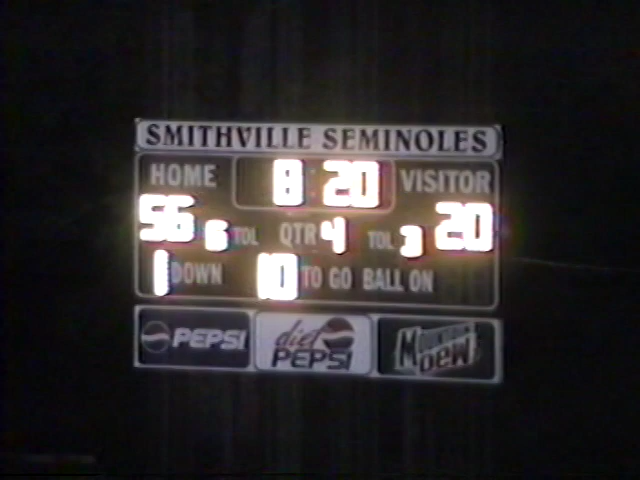 SMITHVILLE SEMINOLES
HOME 8:20 VISITOR
56 6 TOL QTR 4 TOL 3 20
1 DOWN 10 TO GO BALL ON
PEPSI diet PEPSI MOUNTAIN DEW